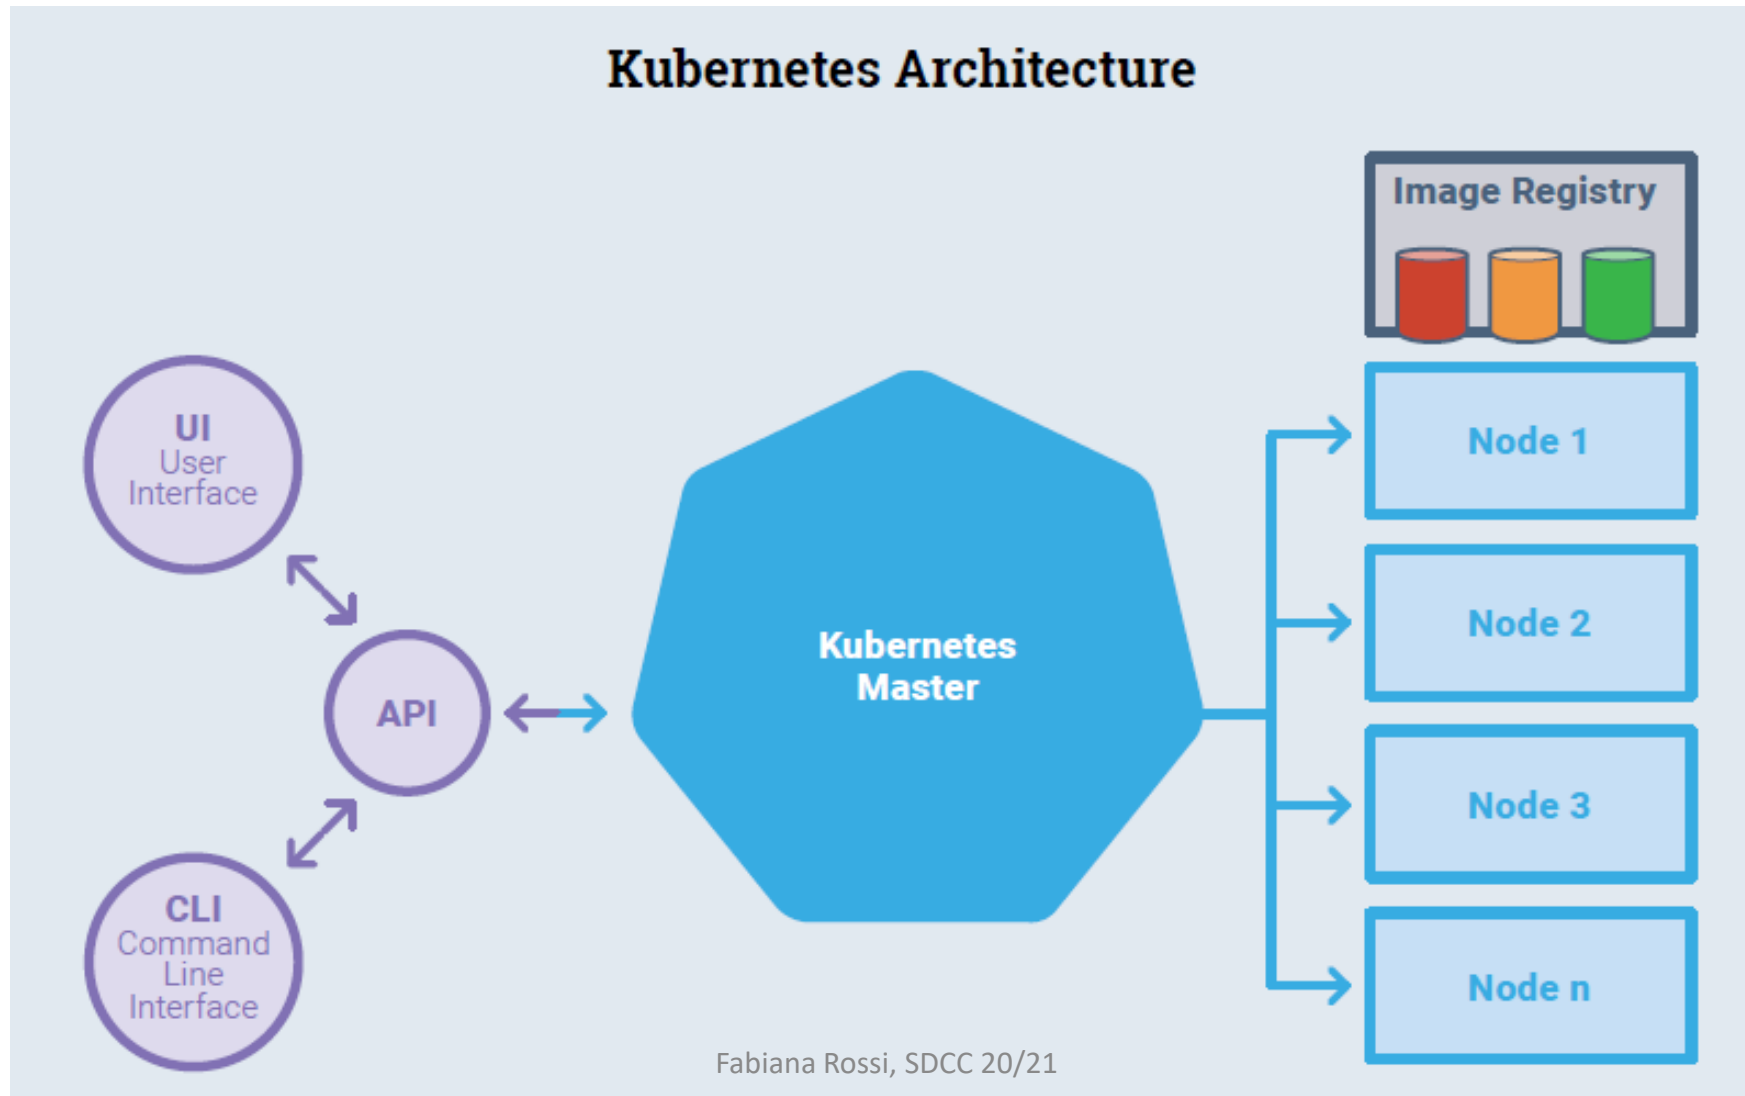 Kubernetes Architecture
Image Registry
UI
User
Interface
API
CLI
Command
Line
Interface
Kubernetes
Master
Node 1
Node 2
Node 3
Node n
Fabiana Rossi, SDCC 20/21